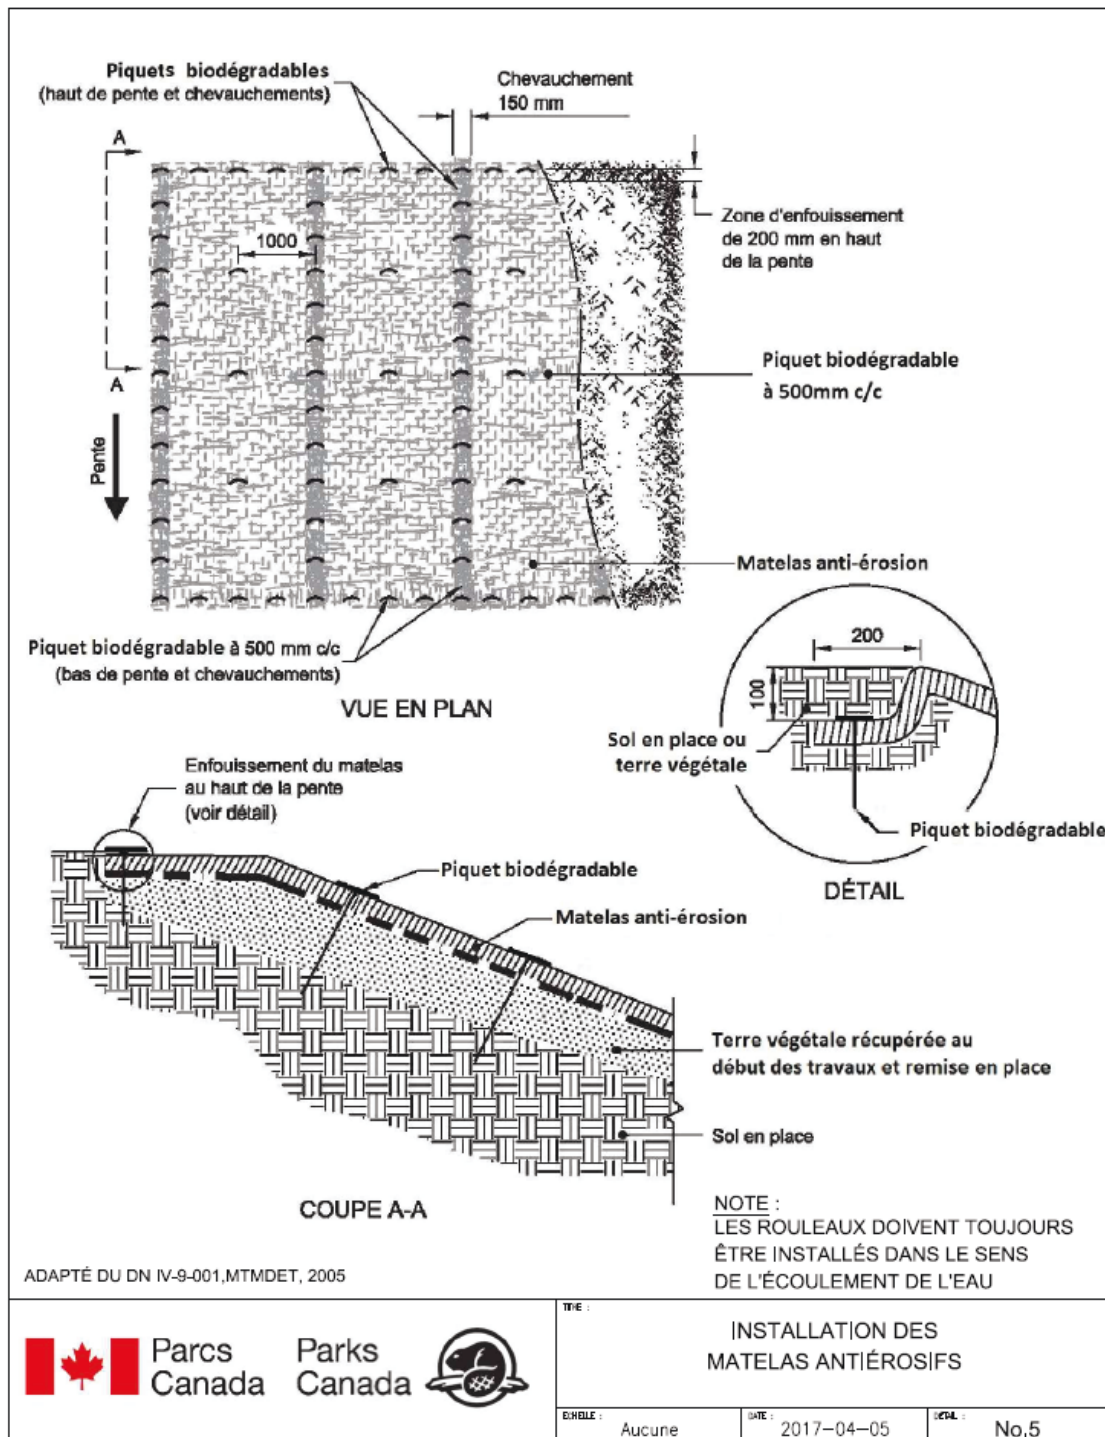 Piquets biodégradables
(haut de pente et chevauchements)
Chevauchement
150 mm
A
Zone d'enfouissement
de 200 mm en haut
de la pente
1000
Piquet biodégradable
à 500mm c/c
A
Pente
Matelas anti-érosion
Piquet biodégradable à 500 mm c/c
(bas de pente et chevauchements)
VUE EN PLAN
200
100
Sol en place ou
terre végétale
Piquet biodégradable
DÉTAIL
Enfouissement du matelas
au haut de la pente
(voir détail)
Piquet biodégradable
Matelas anti-érosion
Terre végétale récupérée au
début des travaux et remise en place
Sol en place
COUPE A-A
NOTE :
LES ROULEAUX DOIVENT TOUJOURS
ÊTRE INSTALLÉS DANS LE SENS
DE L'ÉCOULEMENT DE L'EAU
ADAPTÉ DU DN IV-9-001,MTMDET, 2005
Parcs
Canada
Parks
Canada
TITRE :
INSTALLATION DES
MATELAS ANTIÉROSIFS
ECHELLE :
Aucune
DATE :
2017-04-05
DETAIL :
No.5